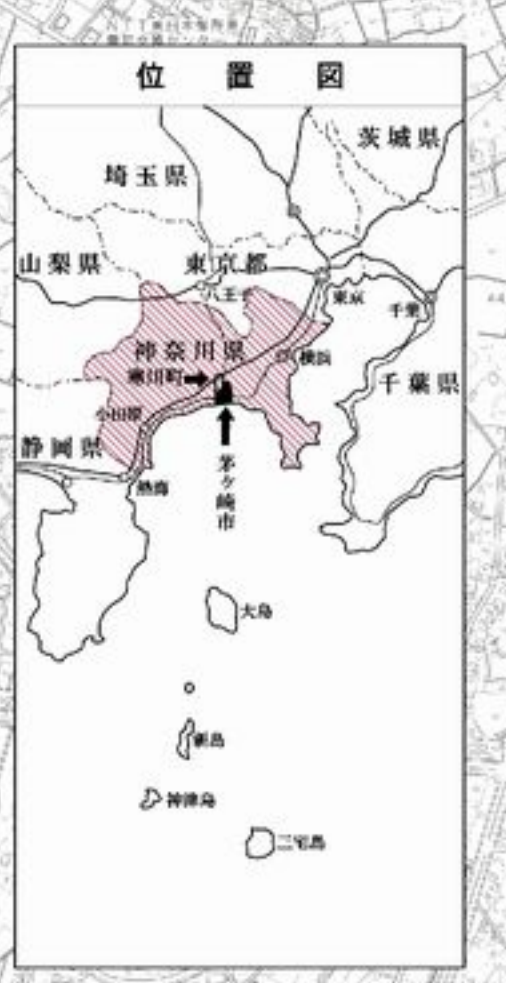 位置図
茨城県
埼玉県
山梨県
東京都
八王子
東京
千葉
神奈川県
横浜
寒川町
千葉県
小田原
静岡県
熱海
茅ヶ崎市
大島
新島
神津島
三宅島